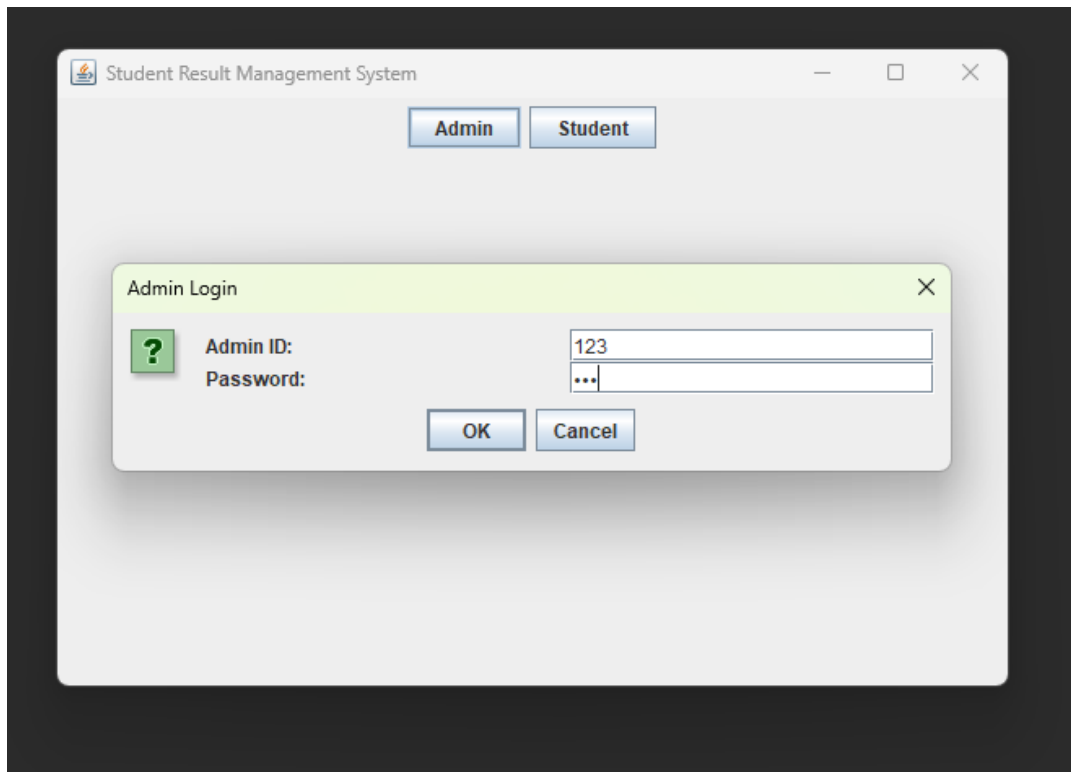 Student Result Management System
Admin Student
Admin Login
? Admin ID: 123
Password: •••
OK Cancel